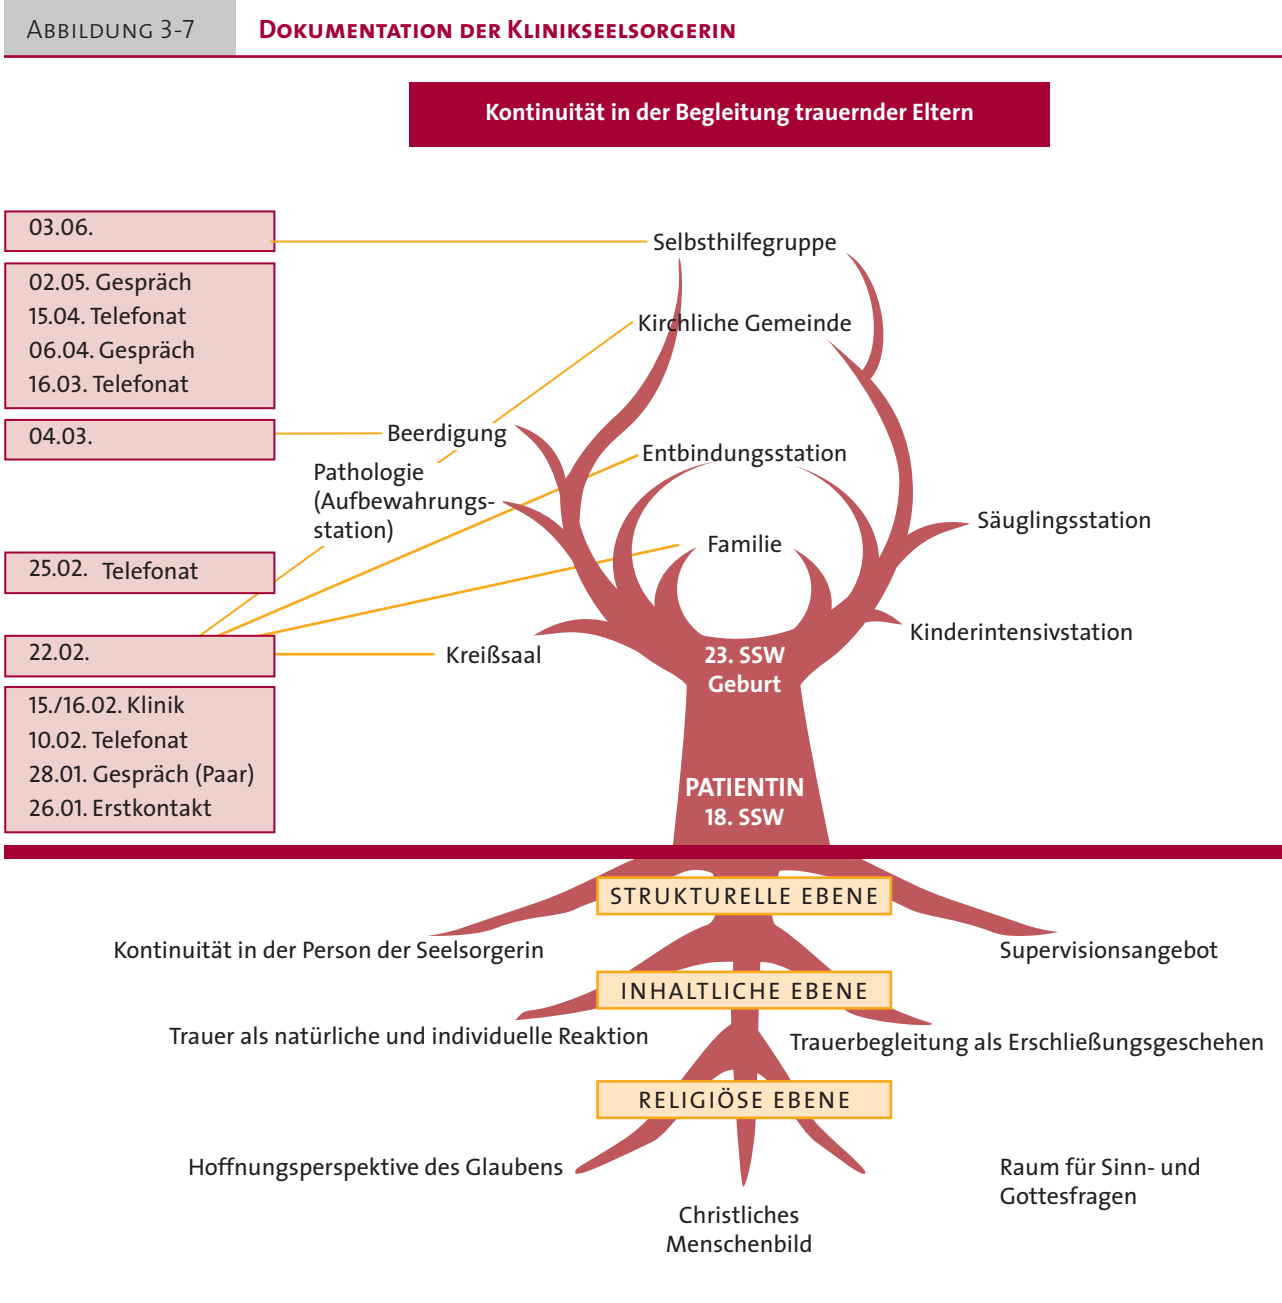 ABBILDUNG 3-7
DOKUMENTATION DER KLINIKSEELSORGERIN
Kontinuität in der Begleitung trauernder Eltern
03.06.
02.05. Gespräch
15.04. Telefonat
06.04. Gespräch
16.03. Telefonat
04.03.
25.02. Telefonat
22.02.
15./16.02. Klinik
10.02. Telefonat
28.01. Gespräch (Paar)
26.01. Erstkontakt
Selbsthilfegruppe
Kirchliche Gemeinde
Beerdigung
Entbindungsstation
Pathologie
(Aufbewahrungs-
station)
Säuglingsstation
Familie
Kinderintensivstation
Kreißsaal
23. SSW
Geburt
PATIENTIN
18. SSW
STRUKTURELLE EBENE
Kontinuität in der Person der Seelsorgerin
Supervisionsangebot
INHALTLICHE EBENE
Trauer als natürliche und individuelle Reaktion
Trauerbegleitung als Erschließungsgeschehen
RELIGIÖSE EBENE
Hoffnungsperspektive des Glaubens
Raum für Sinn- und
Gottesfragen
Christliches
Menschenbild